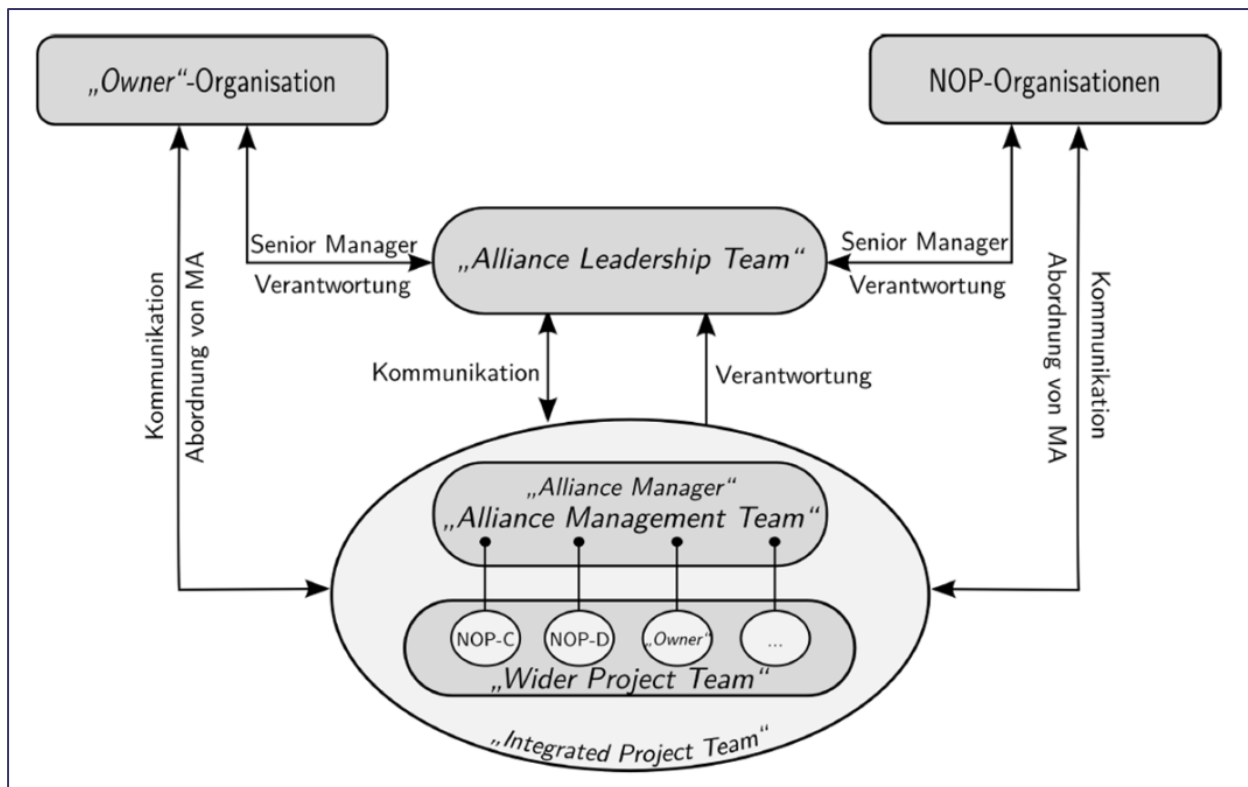 „Owner“-Organisation
NOP-Organisationen
Senior Manager
Verantwortung
„Alliance Leadership Team“
Senior Manager
Verantwortung
Kommunikation
Abordnung von MA
Kommunikation
Abordnung von MA
Kommunikation
Verantwortung
„Alliance Manager“
„Alliance Management Team“
NOP-C
NOP-D
„Owner“
...
„Wider Project Team“
„Integrated Project Team“